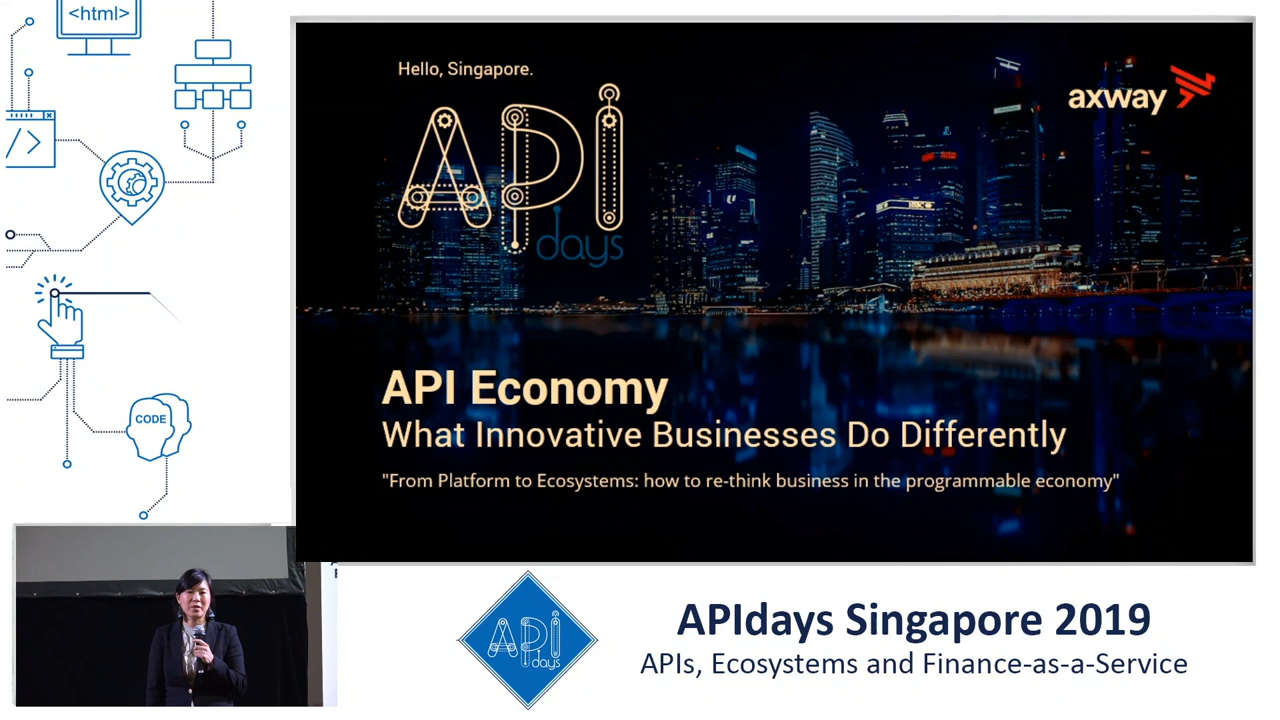 <html>
</>
CODE
Hello, Singapore.
API
days
axway
HSBC
API Economy
What Innovative Businesses Do Differently
"From Platform to Ecosystems: how to re-think business in the programmable economy"
API
days
APIdays Singapore 2019
APIs, Ecosystems and Finance-as-a-Service